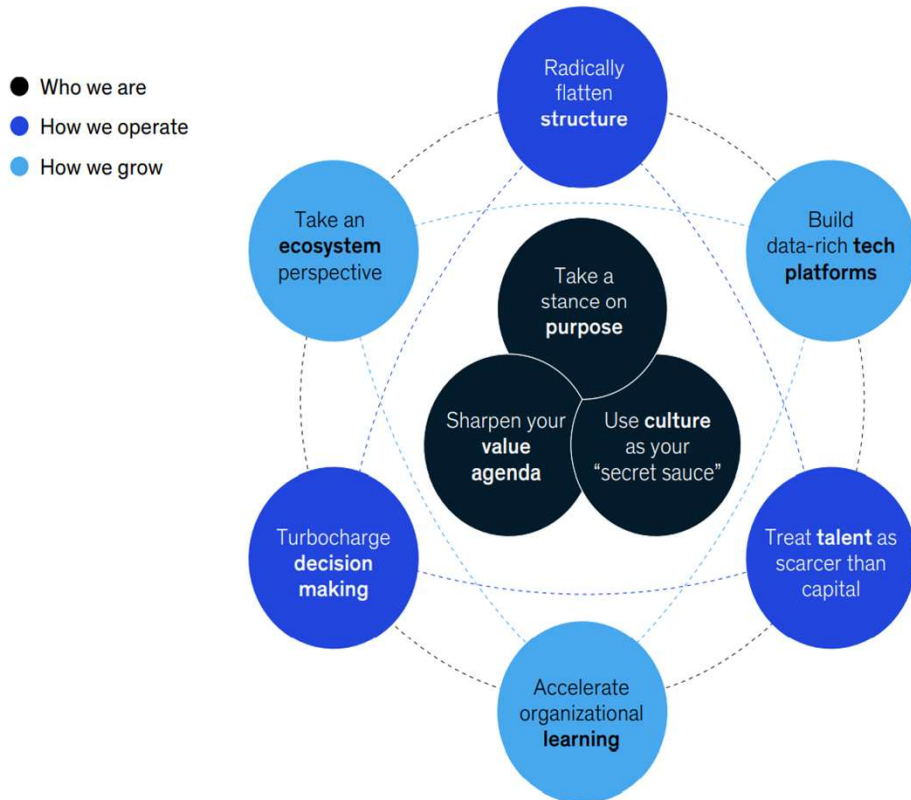 Who we are
How we operate
How we grow
Radically
flatten
structure
Take an
ecosystem
perspective
Build
data-rich tech
platforms
Take a
stance on
purpose
Sharpen your
value
agenda
Use culture
as your
“secret sauce”
Turbocharge
decision
making
Treat talent as
scarcer than
capital
Accelerate
organizational
learning